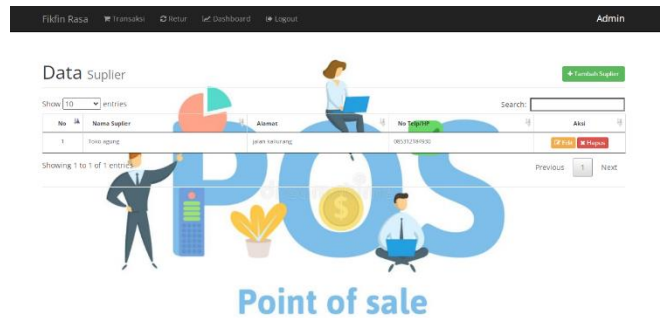 Fikfin Rasa Transaksi Retur Dashboard Logout Admin
Data Suplier
+ Tambah Suplier
Show 10 entries Search:
No Nama Suplier Alamat No Telp/HP Aksi
1 Toko agung jalan kaliurang Edit Hapus
Showing 1 to 1 of 1 entries Previous 1 Next
POS
$
Point of sale